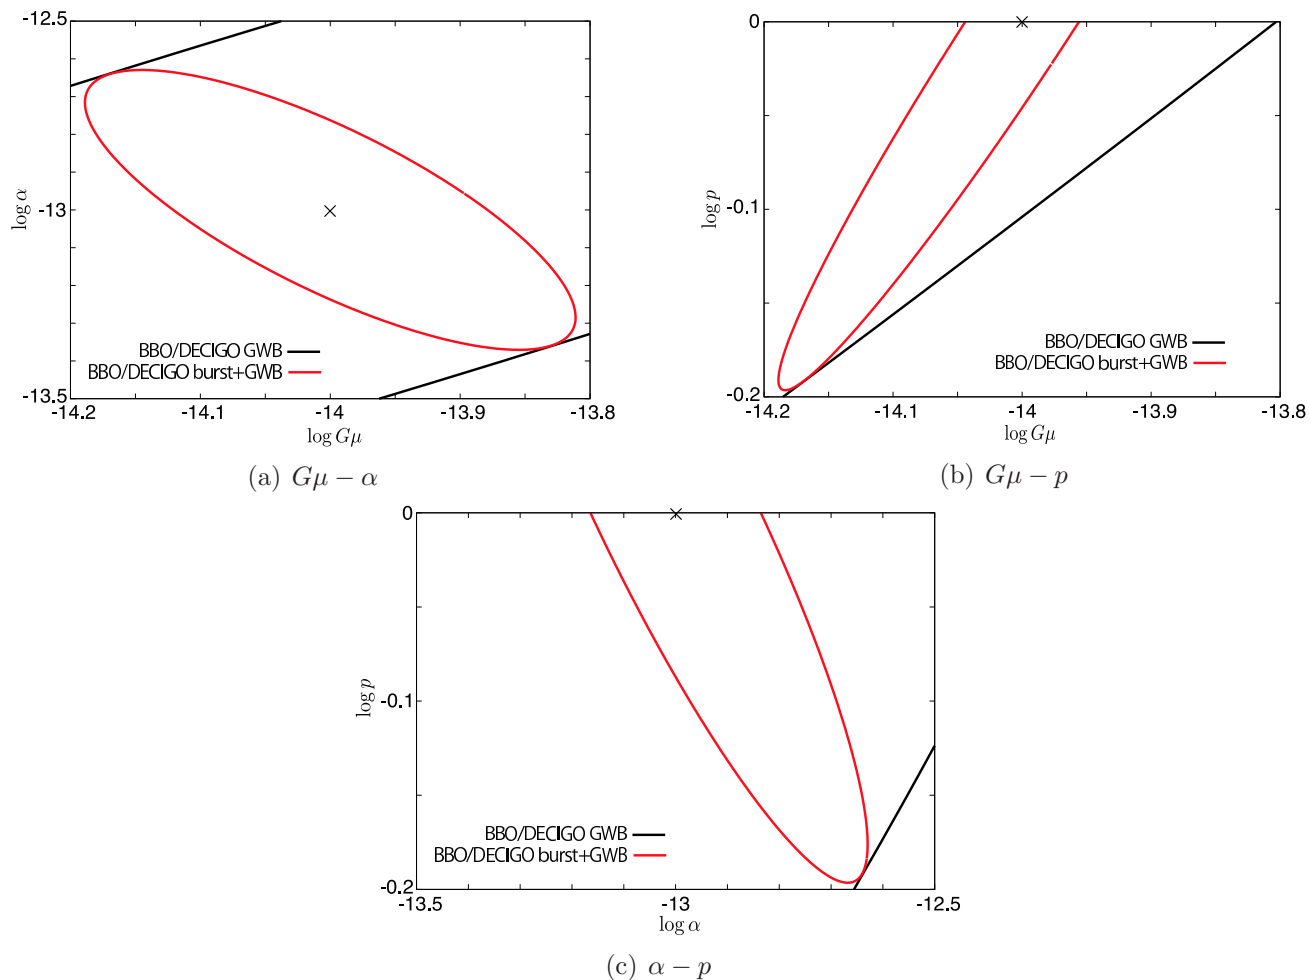 -12.5
log α
-13
BBO/DECIGO GWB
BBO/DECIGO burst+GWB
-13.5
-14.2 -14.1 -14 -13.9 -13.8
log Gμ
(a) Gμ − α
0
log p
-0.1
BBO/DECIGO GWB
BBO/DECIGO burst+GWB
-0.2
-14.2 -14.1 -14 -13.9 -13.8
log Gμ
(b) Gμ − p
0
log p
-0.1
BBO/DECIGO GWB
BBO/DECIGO burst+GWB
-0.2
-13.5 -13 -12.5
log α
(c) α − p